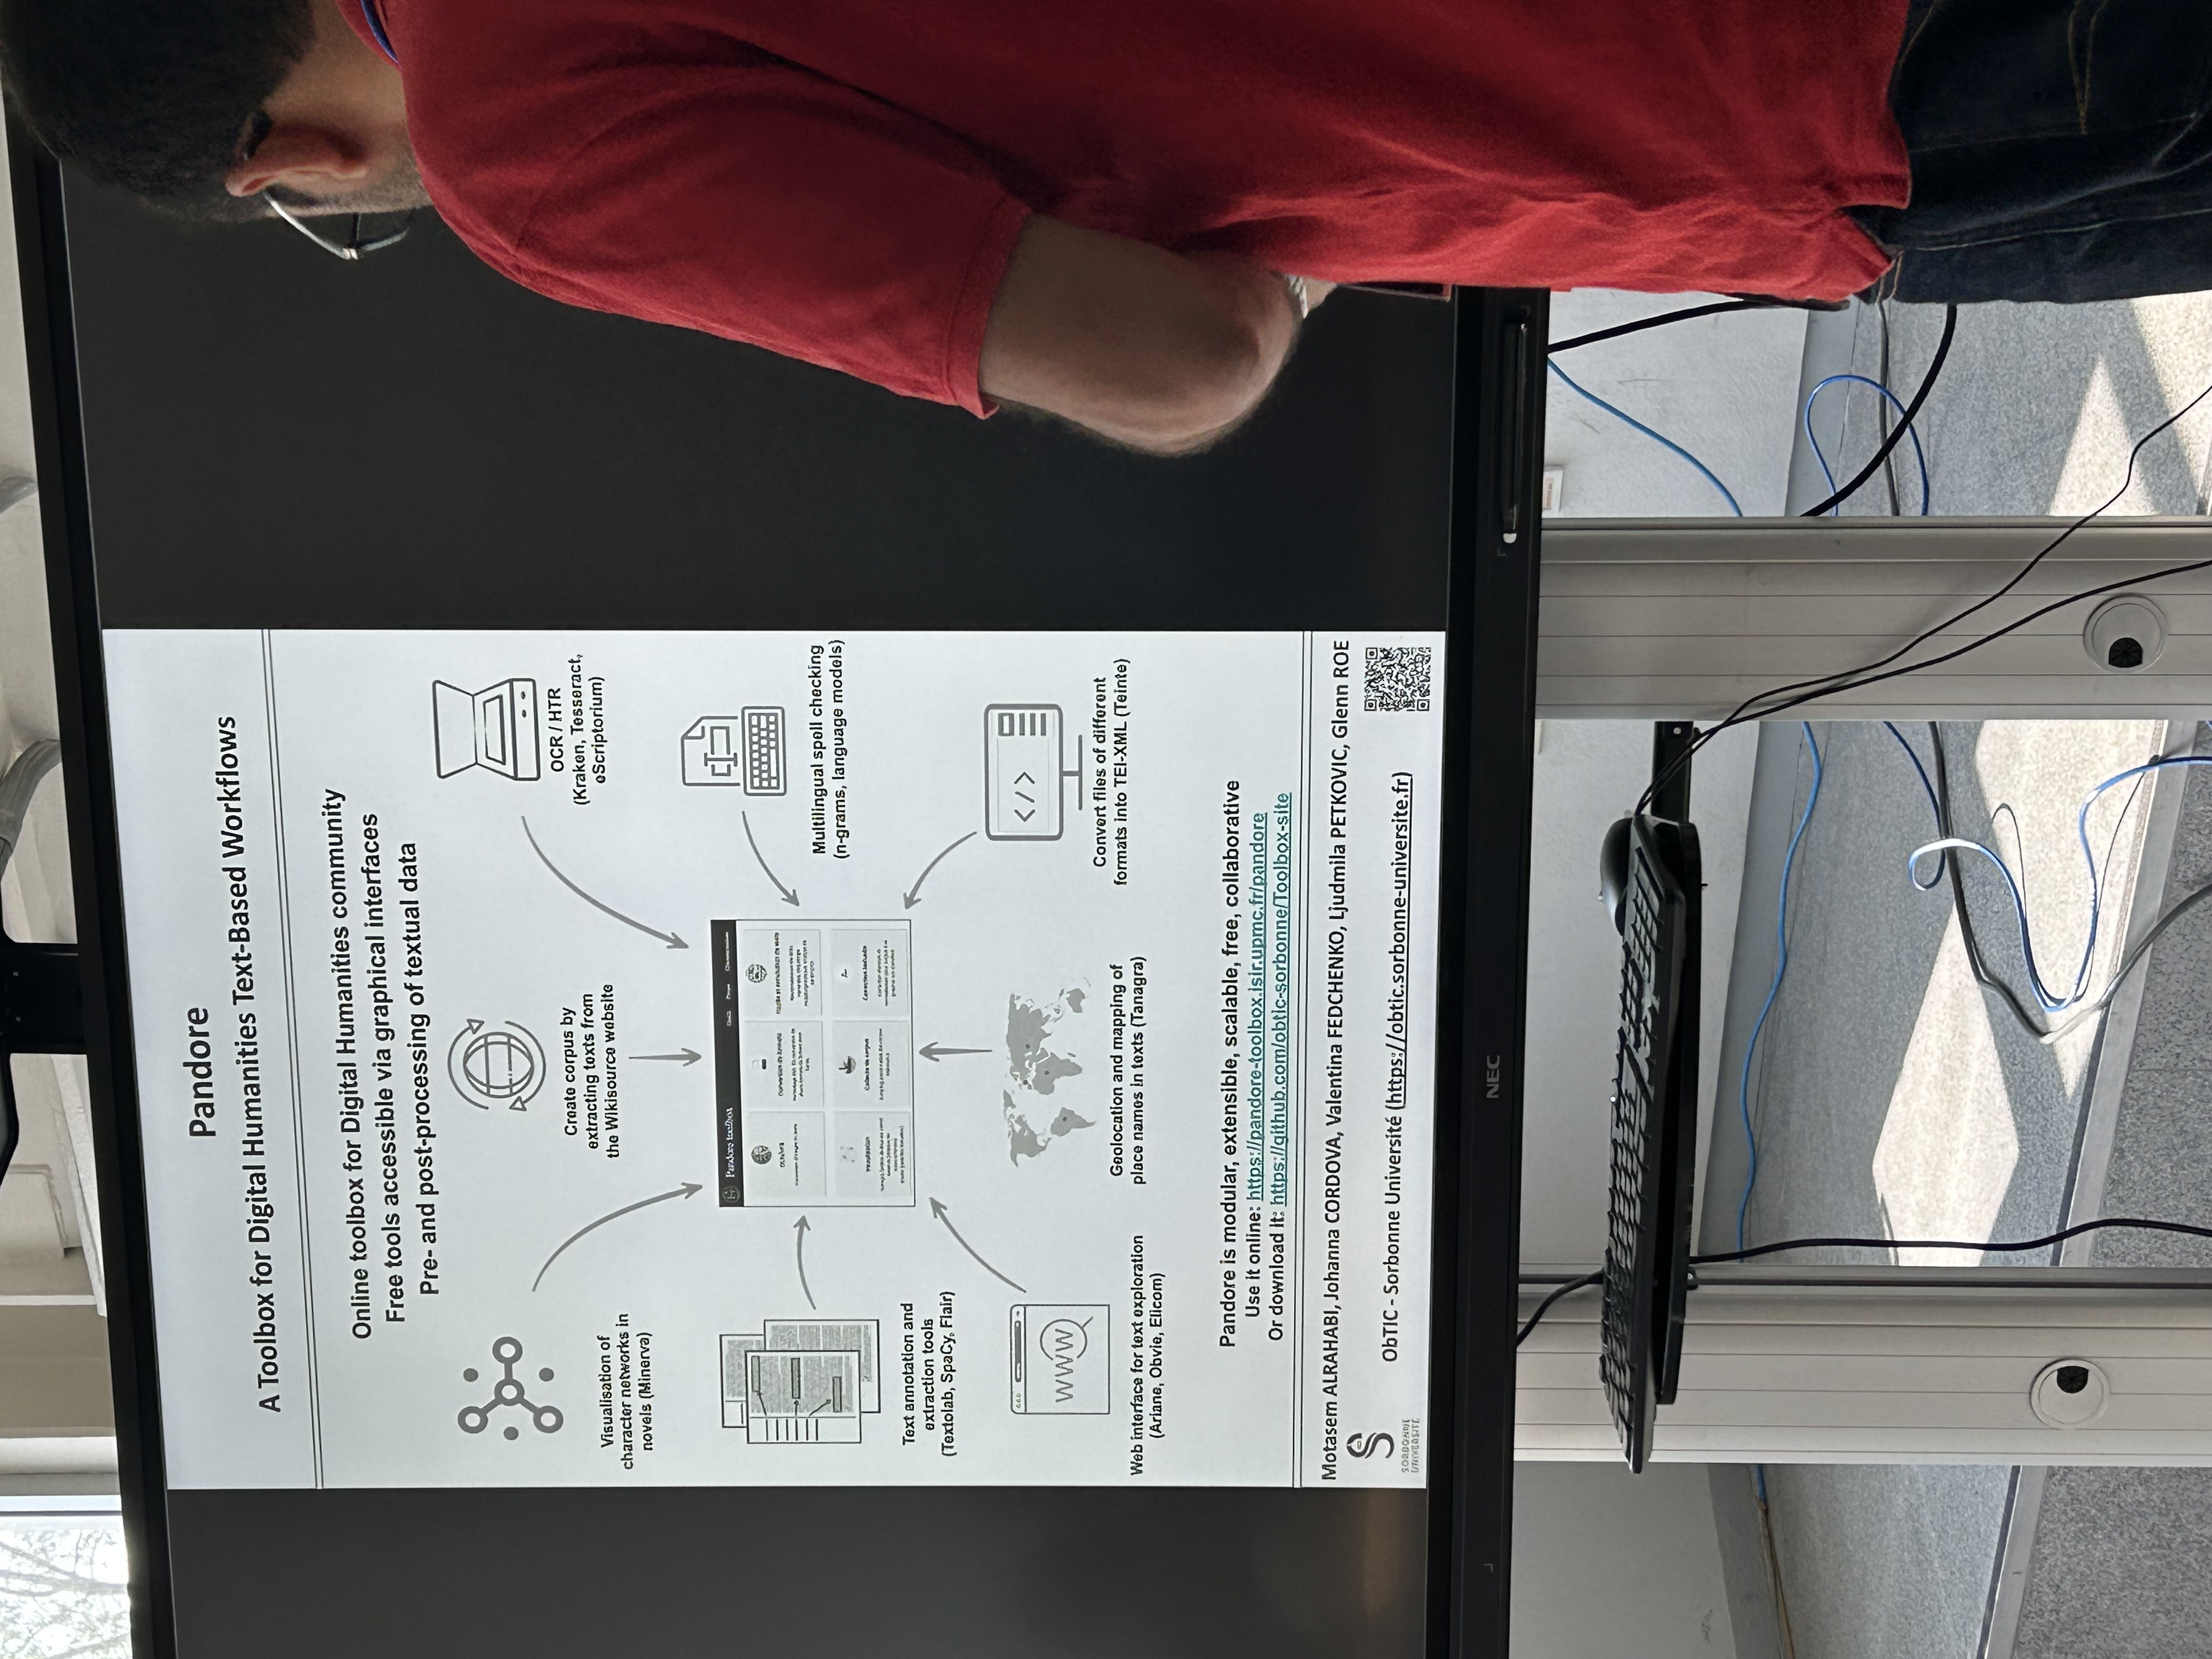 Pandore
A Toolbox for Digital Humanities Text-Based Workflows
Online toolbox for Digital Humanities community
Free tools accessible via graphical interfaces
Pre- and post-processing of textual data
Visualisation of
character networks in
novels (Minerva)
Create corpus by
extracting texts from
the Wikisource website
OCR / HTR
(Kraken, Tesseract,
eScriptorium)
Pandore toolbox
Text annotation and
extraction tools
(Textolab, SpaCy, Flair)
Multilingual spell checking
(n-grams, language models)
WWW
Web interface for text exploration
(Ariane, Obvie, Elicom)
Geolocation and mapping of
place names in texts (Tanagra)
</>
Convert files of different
formats into TEI-XML (Teinte)
Pandore is modular, extensible, scalable, free, collaborative
Use it online: https://pandore-toolbox.isir.upmc.fr/pandore
Or download it: https://github.com/obtic-sorbonne/Toolbox-site
Motasem ALRAHABI, Johanna CORDOVA, Valentina FEDCHENKO, Ljudmila PETKOVIC, Glenn ROE
SORBONNE
UNIVERSITÉ
ObTIC - Sorbonne Université (https://obtic.sorbonne-universite.fr)
NEC